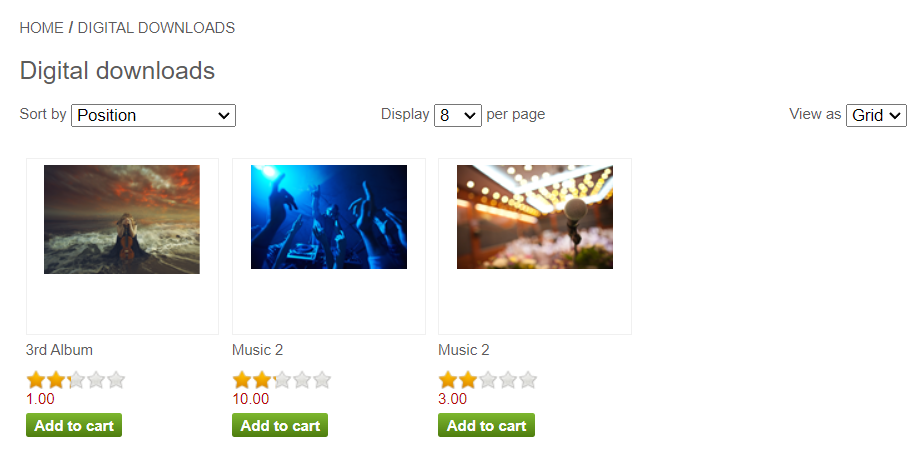 HOME / DIGITAL DOWNLOADS
Digital downloads
Sort by Position Display 8 per page View as Grid
3rd Album Music 2 Music 2
1.00 10.00 3.00
Add to cart Add to cart Add to cart